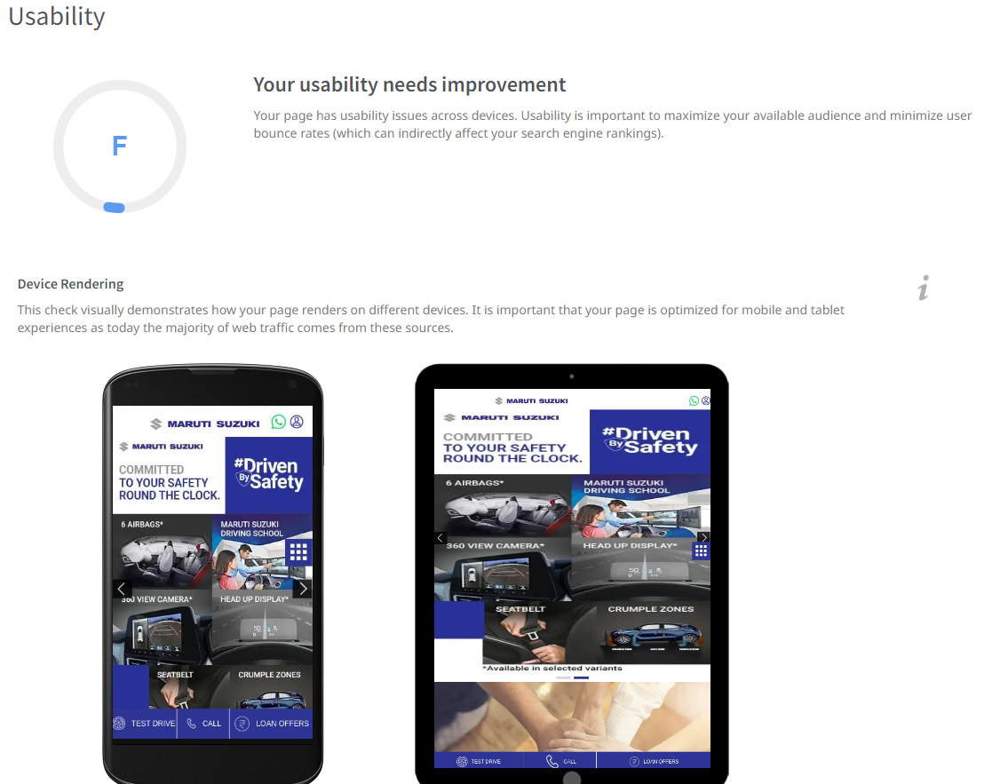 Usability
F
Your usability needs improvement
Your page has usability issues across devices. Usability is important to maximize your available audience and minimize user
bounce rates (which can indirectly affect your search engine rankings).
Device Rendering
i
This check visually demonstrates how your page renders on different devices. It is important that your page is optimized for mobile and tablet
experiences as today the majority of web traffic comes from these sources.
MARUTI SUZUKI
MARUTI SUZUKI
COMMITTED
TO YOUR SAFETY
ROUND THE CLOCK.
#Driven
By Safety
6 AIRBAGS*
MARUTI SUZUKI
DRIVING SCHOOL
360 VIEW CAMERA*
HEAD UP DISPLAY*
50
SEATBELT
CRUMPLE ZONES
TEST DRIVE
CALL
LOAN OFFERS
MARUTI SUZUKI
MARUTI SUZUKI
COMMITTED
TO YOUR SAFETY
ROUND THE CLOCK.
#Driven
By Safety
6 AIRBAGS*
MARUTI SUZUKI
DRIVING SCHOOL
360 VIEW CAMERA*
HEAD UP DISPLAY*
50
SEATBELT
CRUMPLE ZONES
*Available in selected variants
TEST DRIVE
CALL
LOAN OFFERS